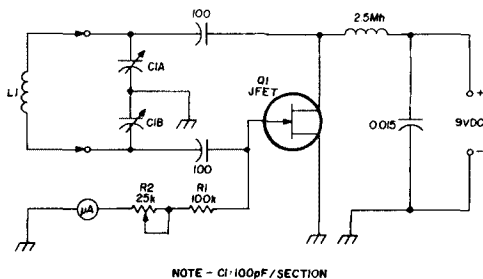 100
2.5Mh
L1
C1A
C1B
Q1
JFET
+
0.015
9VDC
−
100
R2
25k
R1
100k
μA
NOTE - C1:100pF/SECTION